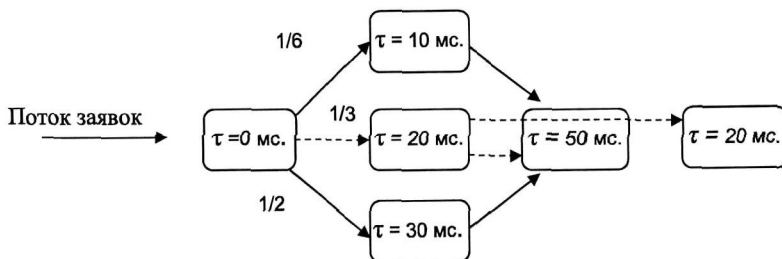 1/6
τ = 10 мс.
Поток заявок
τ =0 мс.
1/3
τ = 20 мс.
τ = 50 мс.
τ = 20 мс.
1/2
τ = 30 мс.